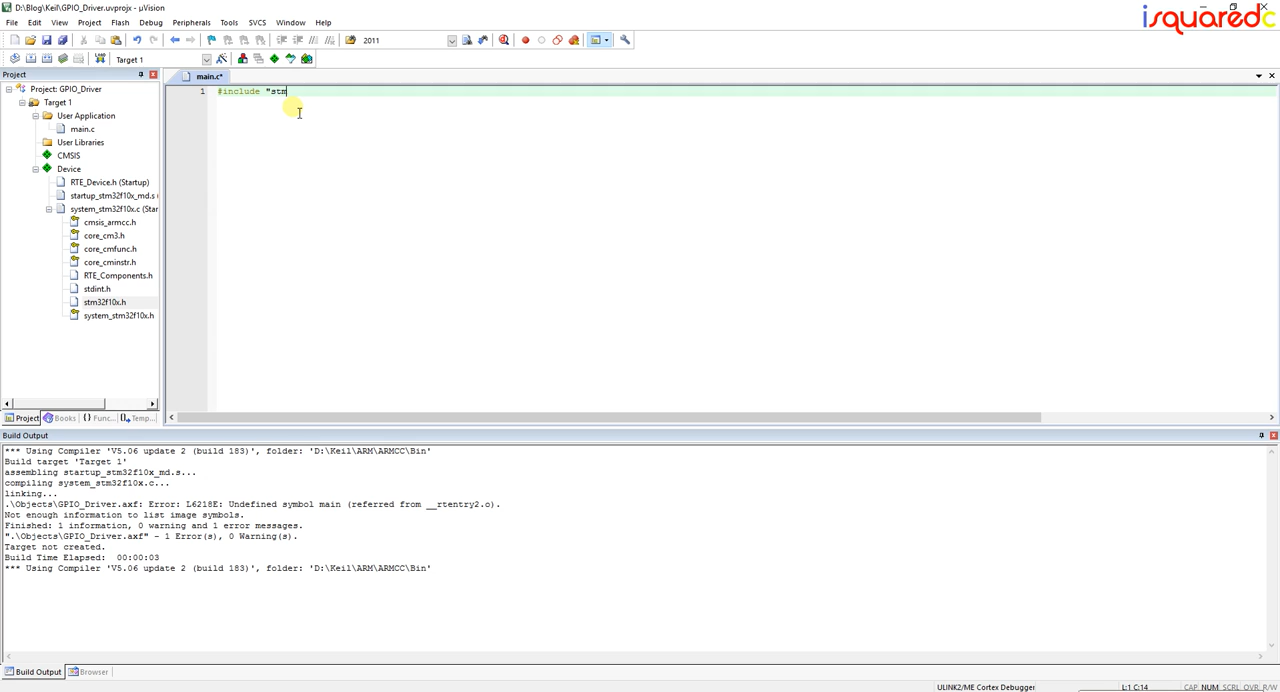 D:\Blog\Keil\GPIO_Driver.uvprojx - µVision
isquaredc
File Edit View Project Flash Debug Peripherals Tools SVCS Window Help
2011
LOAD Target 1
Project
main.c*
Project: GPIO_Driver
1 #include "stm
Target 1
User Application
main.c
User Libraries
CMSIS
Device
RTE_Device.h (Startup)
startup_stm32f10x_md.s
system_stm32f10x.c (Star
cmsis_armcc.h
core_cm3.h
core_cmfunc.h
core_cminstr.h
RTE_Components.h
stdint.h
stm32f10x.h
system_stm32f10x.h
Project Books {} Func... Temp...
Build Output
*** Using Compiler 'V5.06 update 2 (build 183)', folder: 'D:\Keil\ARM\ARMCC\Bin'
Build target 'Target 1'
assembling startup_stm32f10x_md.s...
compiling system_stm32f10x.c...
linking...
.\Objects\GPIO_Driver.axf: Error: L6218E: Undefined symbol main (referred from __rtentry2.o).
Not enough information to list image symbols.
Finished: 1 information, 0 warning and 1 error messages.
".\Objects\GPIO_Driver.axf" - 1 Error(s), 0 Warning(s).
Target not created.
Build Time Elapsed: 00:00:03
*** Using Compiler 'V5.06 update 2 (build 183)', folder: 'D:\Keil\ARM\ARMCC\Bin'
Build Output Browser
ULINK2/ME Cortex Debugger L:1 C:14 CAP NUM SCRL OVR R/W